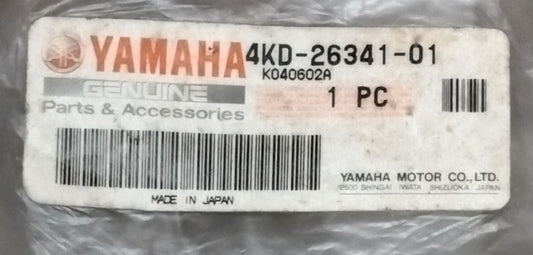 YAMAHA 4KD-26341-01
K040602A
GENUINE
Parts & Accessories
1 PC
YAMAHA MOTOR CO., LTD.
2500 SHINGAI IWATA SHIZUOKA JAPAN
MADE IN JAPAN